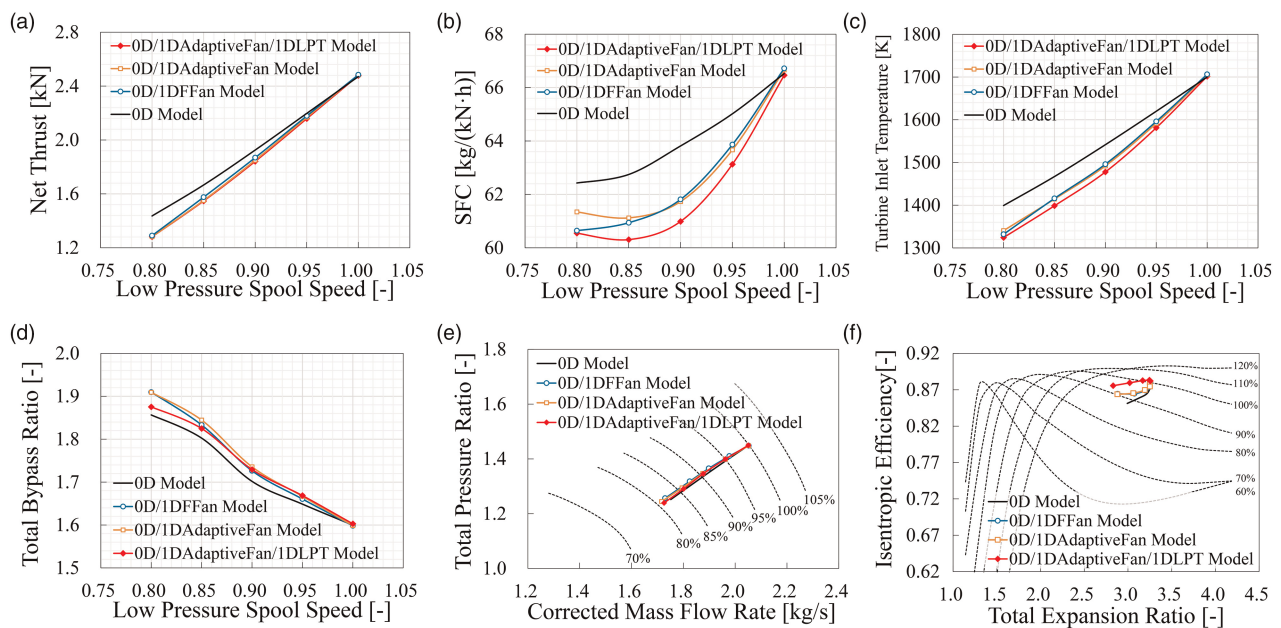 (a)
2.8
2.4
2.0
1.6
1.2
Net Thrust [kN]
0D/1DAdaptiveFan/1DLPT Model
0D/1DAdaptiveFan Model
0D/1DFFan Model
0D Model
0.75 0.80 0.85 0.90 0.95 1.00 1.05
Low Pressure Spool Speed [-]
(b)
68
66
64
62
60
SFC [kg/(kN·h)]
0D/1DAdaptiveFan/1DLPT Model
0D/1DAdaptiveFan Model
0D/1DFFan Model
0D Model
0.75 0.80 0.85 0.90 0.95 1.00 1.05
Low Pressure Spool Speed [-]
(c)
1800
1700
1600
1500
1400
1300
Turbine Inlet Temperature [K]
0D/1DAdaptiveFan/1DLPT Model
0D/1DAdaptiveFan Model
0D/1DFFan Model
0D Model
0.75 0.80 0.85 0.90 0.95 1.00 1.05
Low Pressure Spool Speed [-]
(d)
2.0
1.9
1.8
1.7
1.6
1.5
Total Bypass Ratio [-]
0D Model
0D/1DFFan Model
0D/1DAdaptiveFan Model
0D/1DAdaptiveFan/1DLPT Model
0.75 0.80 0.85 0.90 0.95 1.00 1.05
Low Pressure Spool Speed [-]
(e)
1.8
1.6
1.4
1.2
1.0
Total Pressure Ratio [-]
0D Model
0D/1DFFan Model
0D/1DAdaptiveFan Model
0D/1DAdaptiveFan/1DLPT Model
70%
80%
85%
90%
95%
100%
105%
1.2 1.4 1.6 1.8 2.0 2.2 2.4
Corrected Mass Flow Rate [kg/s]
(f)
0.92
0.87
0.82
0.77
0.72
0.67
0.62
Isentropic Efficiency[-]
120%
110%
100%
90%
80%
70%
60%
0D Model
0D/1DFFan Model
0D/1DAdaptiveFan Model
0D/1DAdaptiveFan/1DLPT Model
1.0 1.5 2.0 2.5 3.0 3.5 4.0 4.5
Total Expansion Ratio [-]